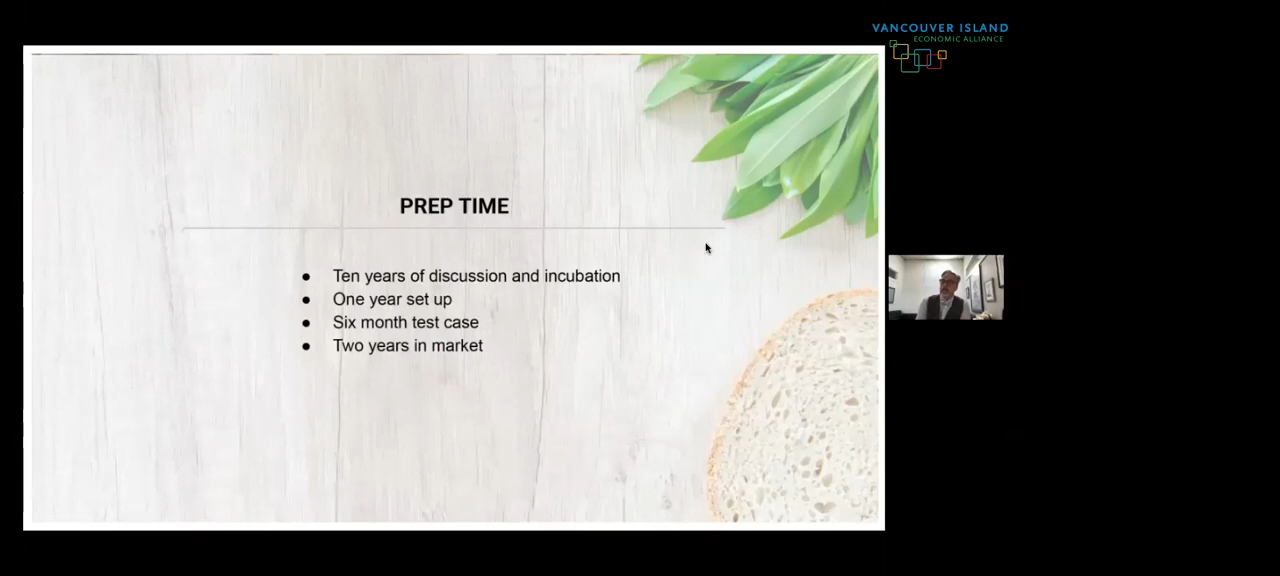 VANCOUVER ISLAND
ECONOMIC ALLIANCE
PREP TIME
● Ten years of discussion and incubation
● One year set up
● Six month test case
● Two years in market